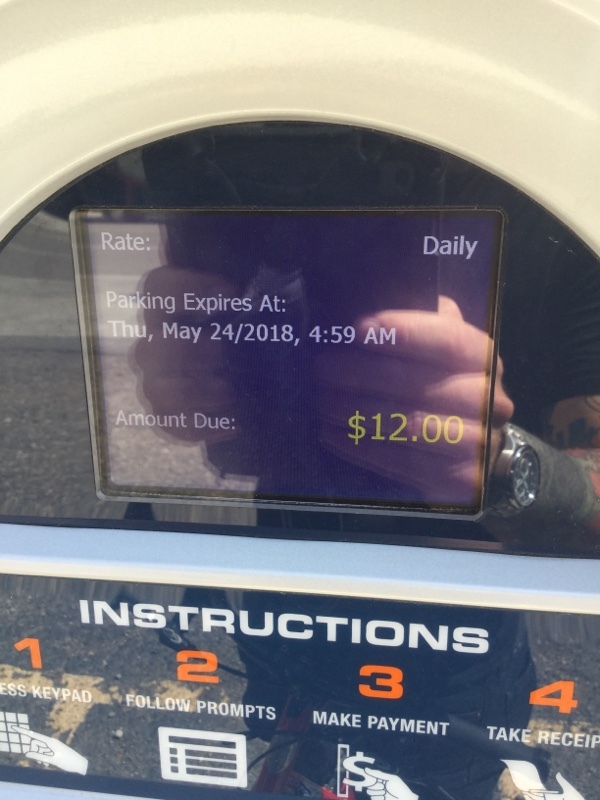 Rate: Daily
Parking Expires At:
Thu, May 24/2018, 4:59 AM
Amount Due: $12.00
INSTRUCTIONS
1 2 3 4
ESS KEYPAD FOLLOW PROMPTS MAKE PAYMENT TAKE RECEIP
$